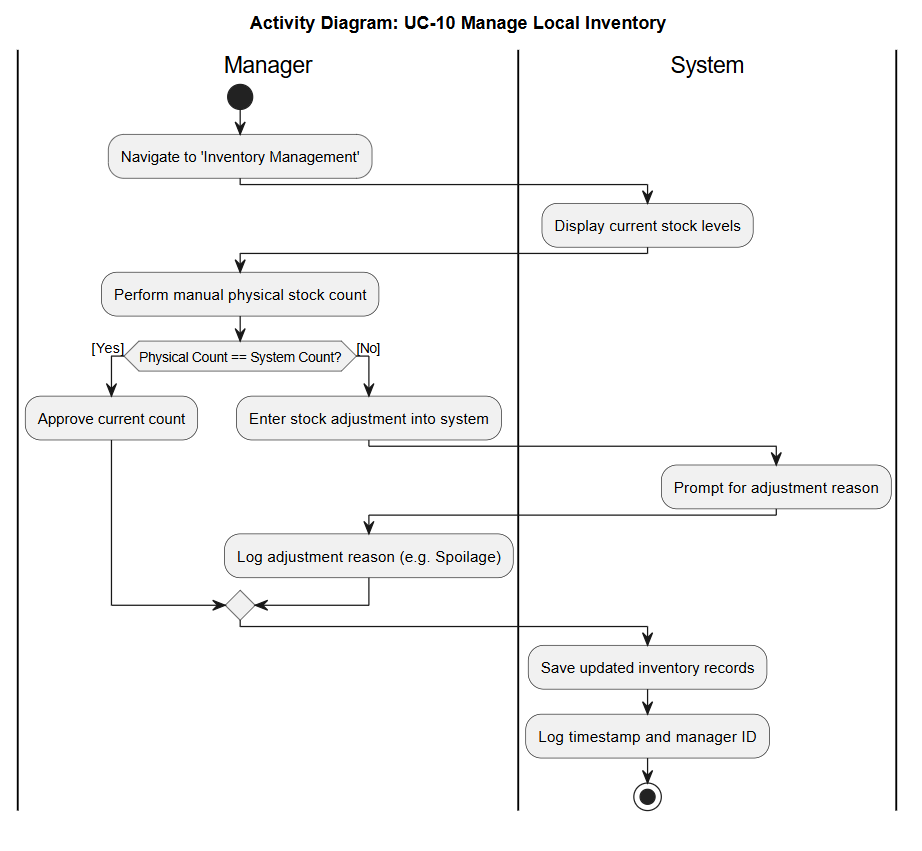 Activity Diagram: UC-10 Manage Local Inventory
Manager
System
Navigate to 'Inventory Management'
Display current stock levels
Perform manual physical stock count
[Yes]
Physical Count == System Count?
[No]
Approve current count
Enter stock adjustment into system
Prompt for adjustment reason
Log adjustment reason (e.g. Spoilage)
Save updated inventory records
Log timestamp and manager ID